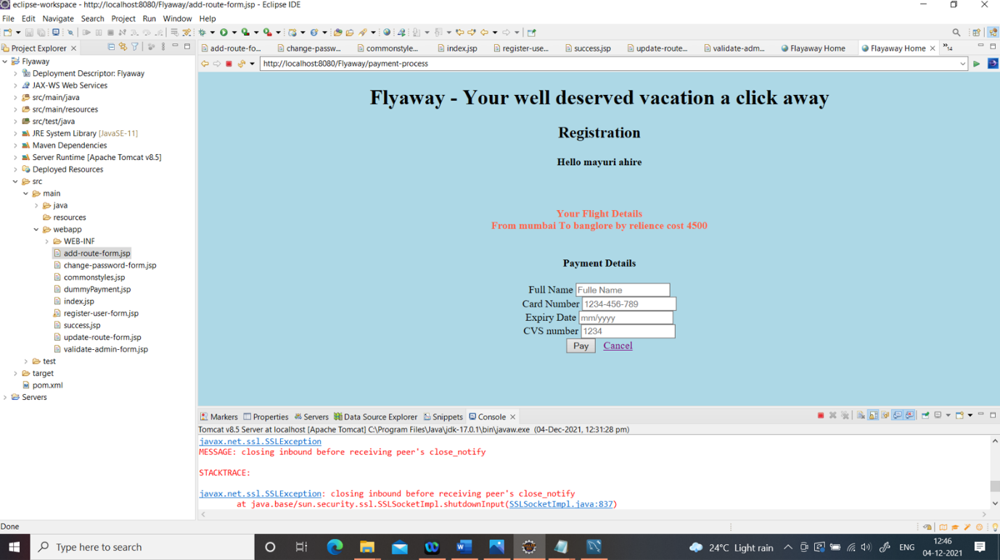 eclipse-workspace - http://localhost:8080/Flyaway/add-route-form.jsp - Eclipse IDE
File Edit Navigate Search Project Run Window Help
Project Explorer
add-route-fo...
change-passw...
commonstyle...
index.jsp
register-use...
success.jsp
update-route...
validate-adm...
Flayaway Home
Flayaway Home
14
http://localhost:8080/Flyaway/payment-process
Flyaway
Deployment Descriptor: Flyaway
JAX-WS Web Services
src/main/java
src/main/resources
src/test/java
JRE System Library [JavaSE-11]
Maven Dependencies
Server Runtime [Apache Tomcat v8.5]
Deployed Resources
src
main
java
resources
webapp
WEB-INF
add-route-form.jsp
change-password-form.jsp
commonstyles.jsp
dummyPayment.jsp
index.jsp
register-user-form.jsp
success.jsp
update-route-form.jsp
validate-admin-form.jsp
test
target
pom.xml
Servers
Flyaway - Your well deserved vacation a click away
Registration
Hello mayuri ahire
Your Flight Details
From mumbai To banglore by relience cost 4500
Payment Details
Full Name Fulle Name
Card Number 1234-456-789
Expiry Date mm/yyyy
CVS number 1234
Pay Cancel
Markers Properties Servers Data Source Explorer Snippets Console
Tomcat v8.5 Server at localhost [Apache Tomcat] C:\Program Files\Java\jdk-17.0.1\bin\javaw.exe (04-Dec-2021, 12:31:28 pm)
javax.net.ssl.SSLException
MESSAGE: closing inbound before receiving peer's close_notify
STACKTRACE:
javax.net.ssl.SSLException: closing inbound before receiving peer's close_notify
at java.base/sun.security.ssl.SSLSocketImpl.shutdownInput(SSLSocketImpl.java:837)
Done
Type here to search
24°C Light rain
ENG
12:46
04-12-2021